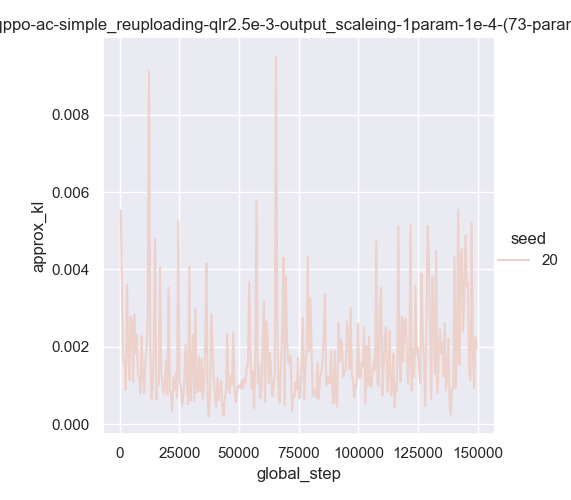 qppo-ac-simple_reuploading-qlr2.5e-3-output_scaleing-1param-1e-4-(73-param
0.008
0.006
0.004
0.002
0.000
approx_kl
0 25000 50000 75000 100000 125000 150000
global_step
seed
20